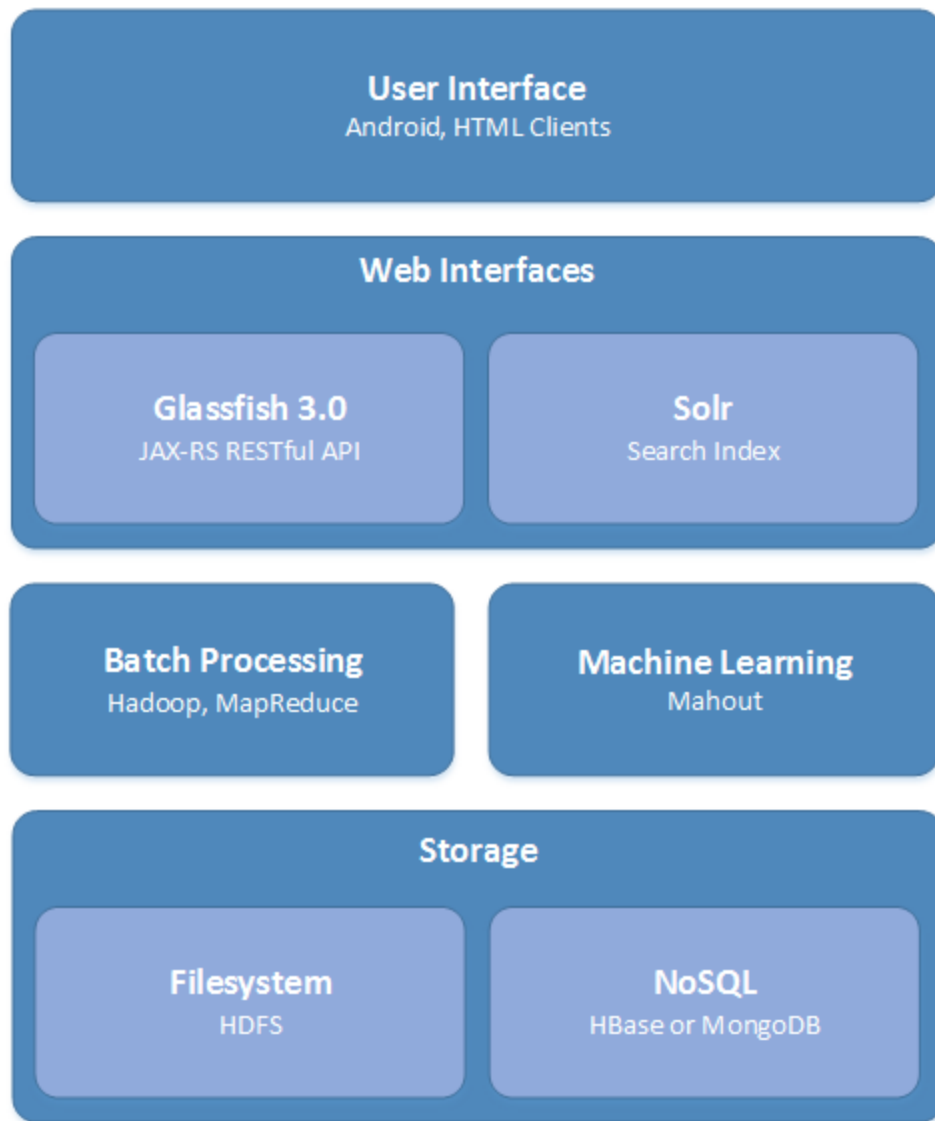 User Interface
Android, HTML Clients
Web Interfaces
Glassfish 3.0
JAX-RS RESTful API
Solr
Search Index
Batch Processing
Hadoop, MapReduce
Machine Learning
Mahout
Storage
Filesystem
HDFS
NoSQL
HBase or MongoDB